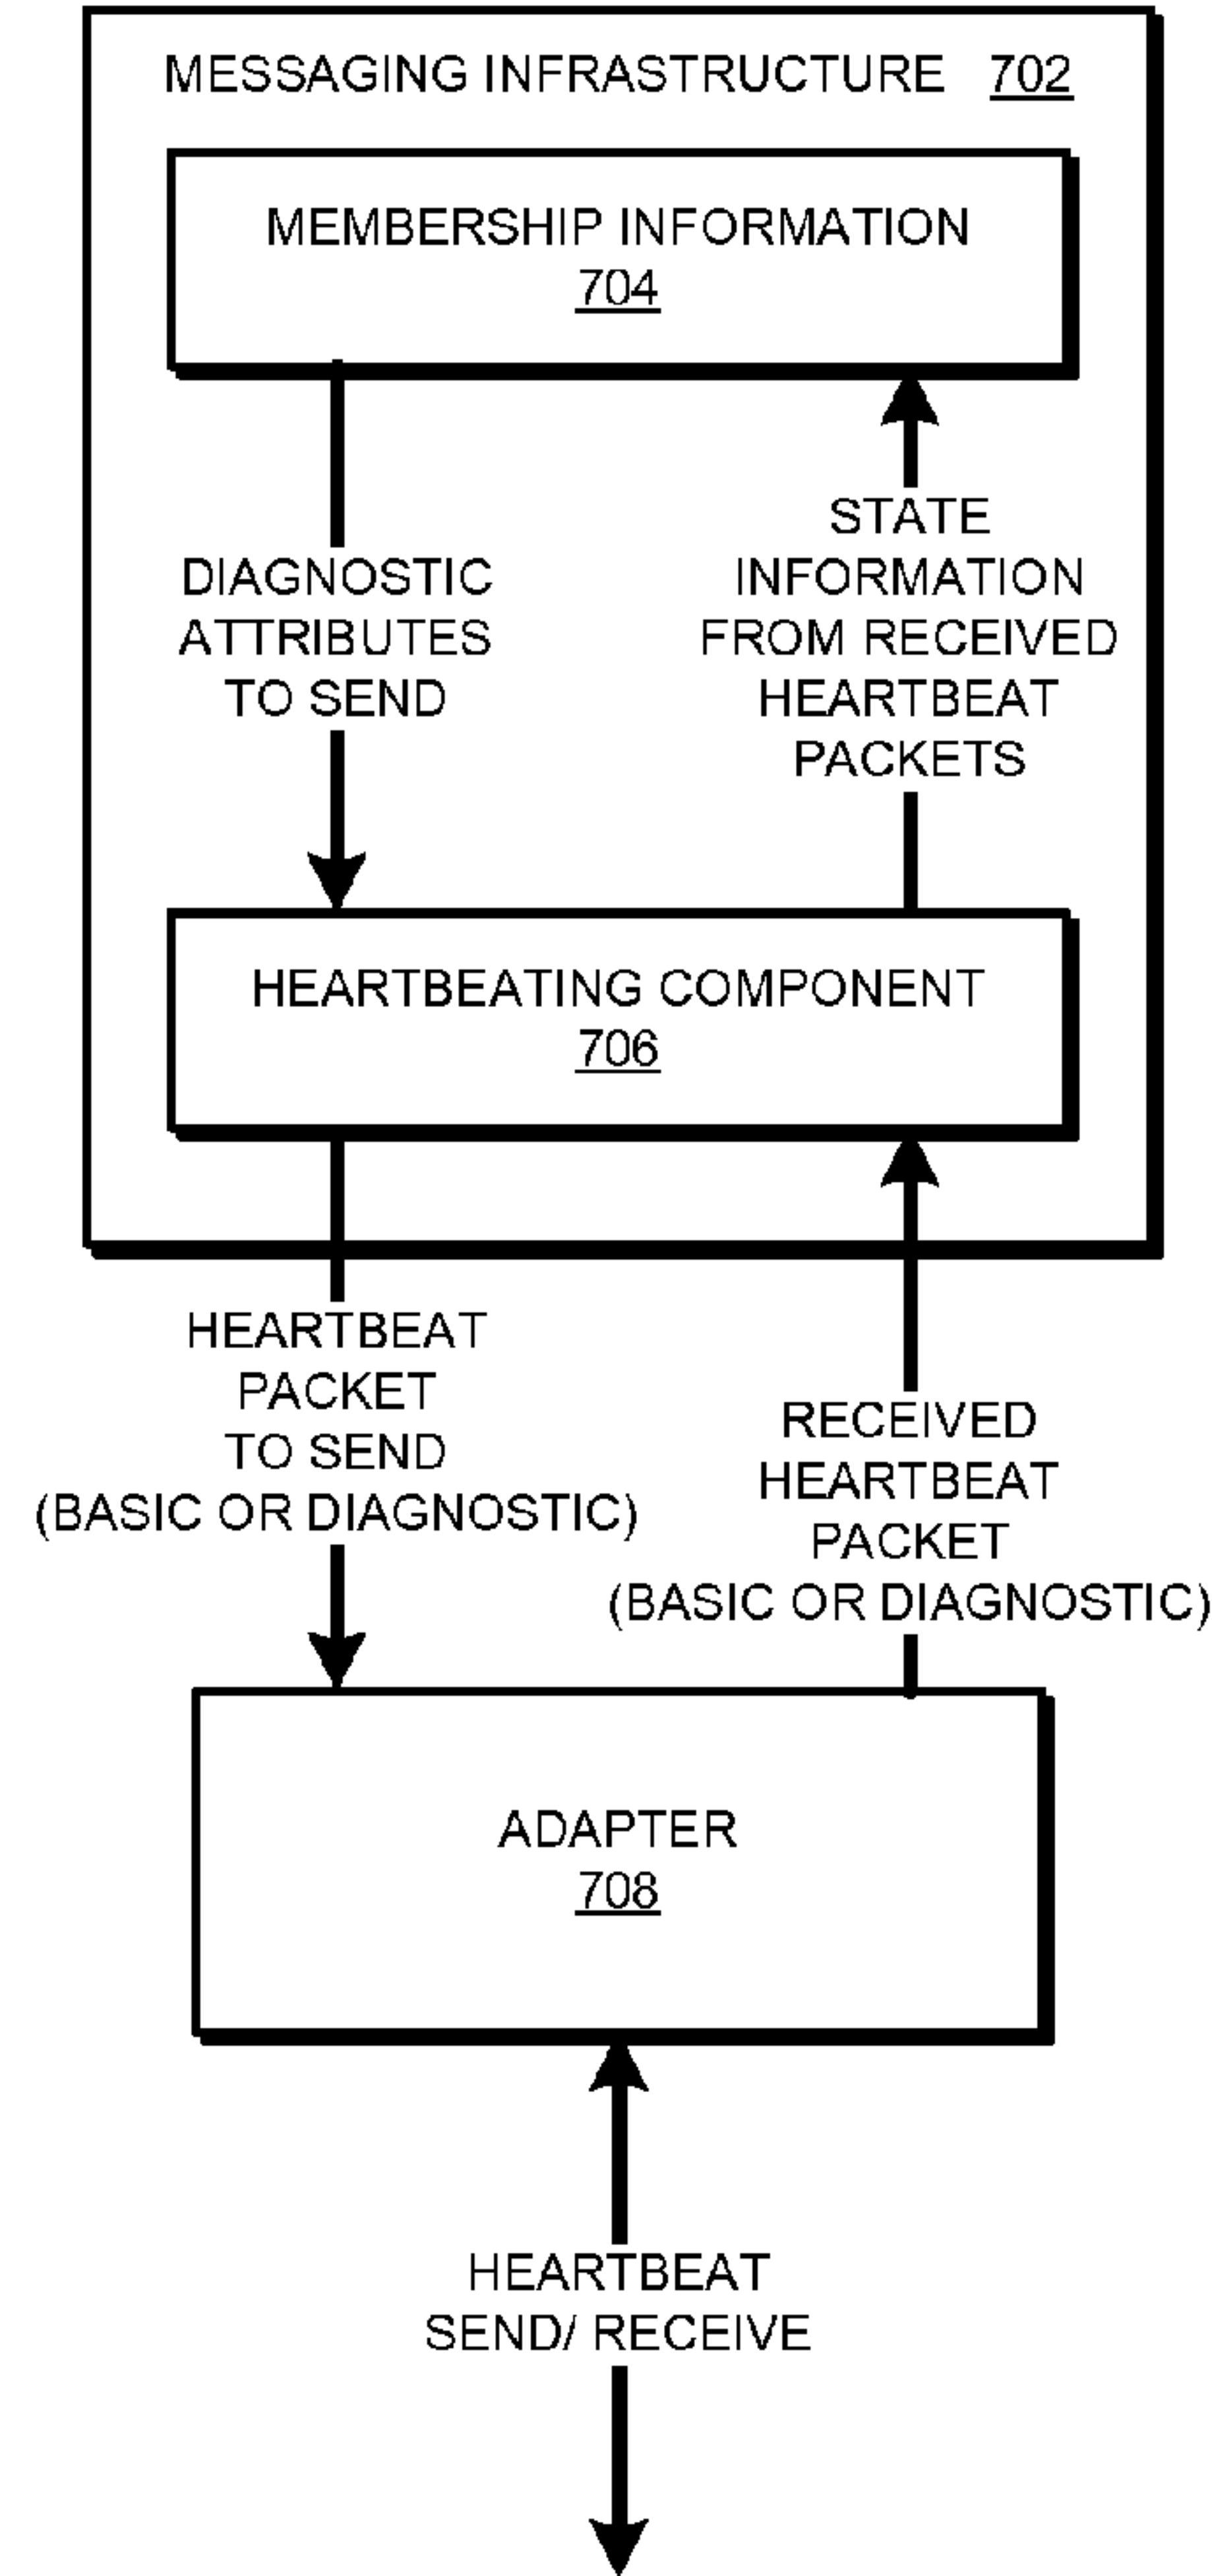 MESSAGING INFRASTRUCTURE 702
MEMBERSHIP INFORMATION
704
DIAGNOSTIC
ATTRIBUTES
TO SEND
STATE
INFORMATION
FROM RECEIVED
HEARTBEAT
PACKETS
HEARTBEATING COMPONENT
706
HEARTBEAT
PACKET
TO SEND
(BASIC OR DIAGNOSTIC)
RECEIVED
HEARTBEAT
PACKET
(BASIC OR DIAGNOSTIC)
ADAPTER
708
HEARTBEAT
SEND/ RECEIVE